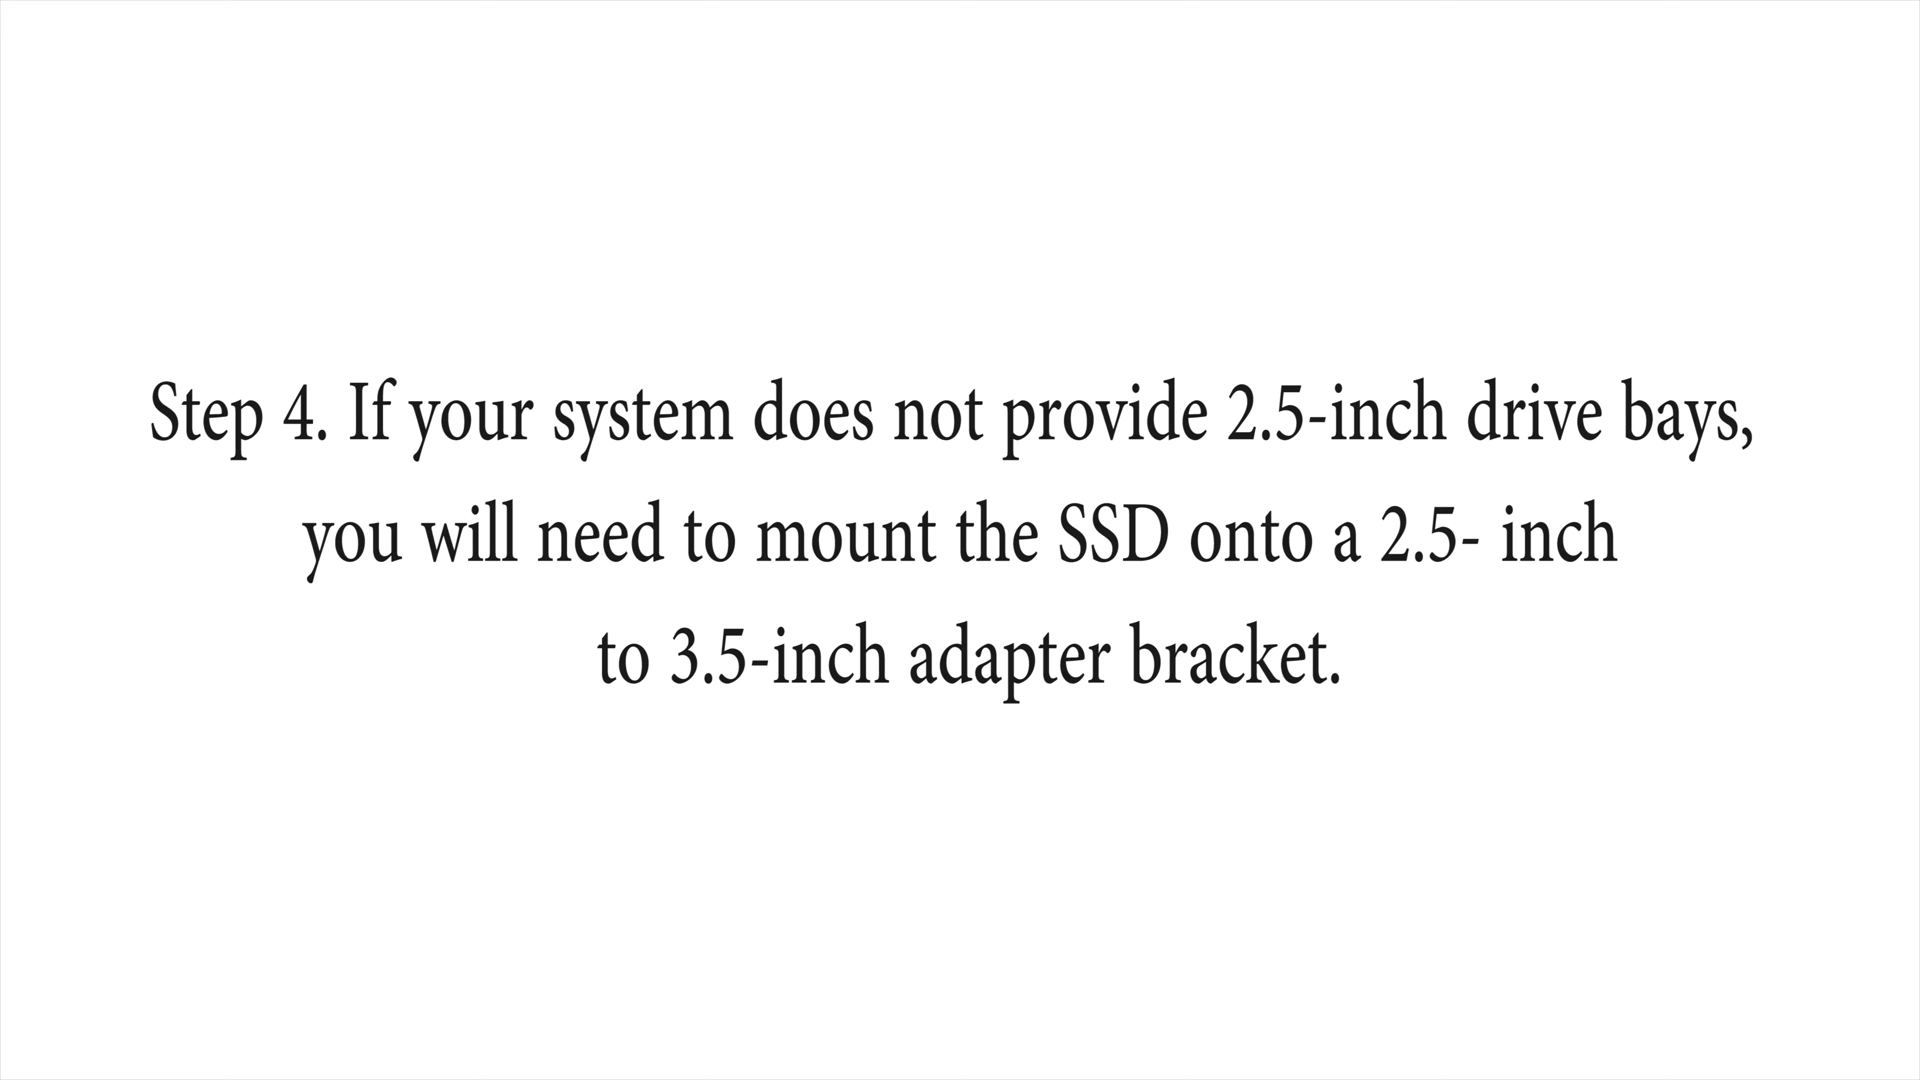 Step 4. If your system does not provide 2.5-inch drive bays,
you will need to mount the SSD onto a 2.5- inch
to 3.5-inch adapter bracket.